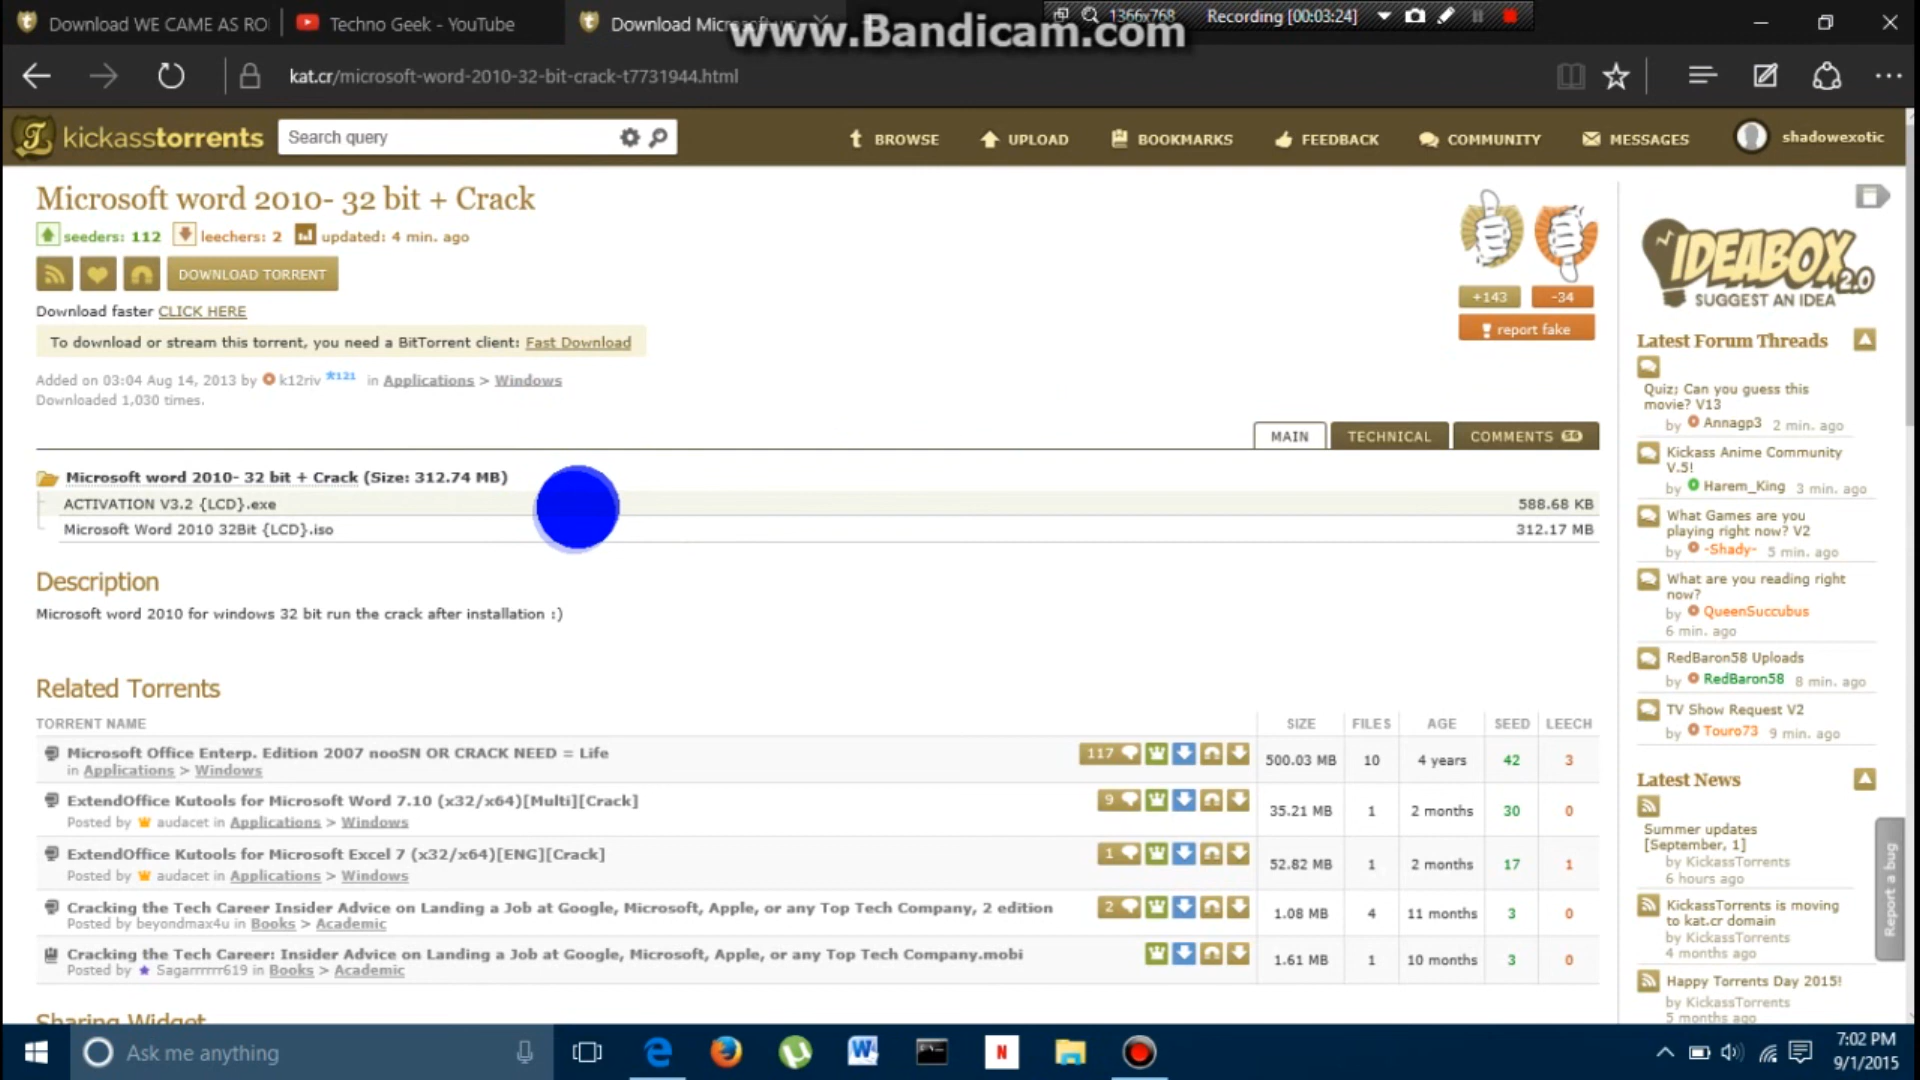 Download WE CAME AS RO
Techno Geek - YouTube
Download Microsoft wo
1366x768
Recording [00:03:24]
www.Bandicam.com
kat.cr/microsoft-word-2010-32-bit-crack-t7731944.html
kickasstorrents
Search query
BROWSE
UPLOAD
BOOKMARKS
FEEDBACK
COMMUNITY
MESSAGES
shadowexotic
Microsoft word 2010- 32 bit + Crack
seeders: 112 leechers: 2 updated: 4 min. ago
DOWNLOAD TORRENT
Download faster CLICK HERE
To download or stream this torrent, you need a BitTorrent client: Fast Download
Added on 03:04 Aug 14, 2013 by k12riv ★121 in Applications > Windows
Downloaded 1,030 times.
+143
-34
report fake
MAIN
TECHNICAL
COMMENTS
Microsoft word 2010- 32 bit + Crack (Size: 312.74 MB)
ACTIVATION V3.2 {LCD}.exe 588.68 KB
Microsoft Word 2010 32Bit {LCD}.iso 312.17 MB
Description
Microsoft word 2010 for windows 32 bit run the crack after installation :)
Related Torrents
TORRENT NAME SIZE FILES AGE SEED LEECH
Microsoft Office Enterp. Edition 2007 nooSN OR CRACK NEED = Life 117 500.03 MB 10 4 years 42 3
in Applications > Windows
ExtendOffice Kutools for Microsoft Word 7.10 (x32/x64)[Multi][Crack] 9 35.21 MB 1 2 months 30 0
Posted by audacet in Applications > Windows
ExtendOffice Kutools for Microsoft Excel 7 (x32/x64)[ENG][Crack] 1 52.82 MB 1 2 months 17 1
Posted by audacet in Applications > Windows
Cracking the Tech Career Insider Advice on Landing a Job at Google, Microsoft, Apple, or any Top Tech Company, 2 edition 2 1.08 MB 4 11 months 3 0
Posted by beyondmax4u in Books > Academic
Cracking the Tech Career: Insider Advice on Landing a Job at Google, Microsoft, Apple, or any Top Tech Company.mobi 1.61 MB 1 10 months 3 0
Posted by ★ Sagarrrrrr619 in Books > Academic
Sharing Widget
IDEABOX 2.0
SUGGEST AN IDEA
Latest Forum Threads
Quiz; Can you guess this
movie? V13
by Annagp3 2 min. ago
Kickass Anime Community
V.5!
by Harem_King 3 min. ago
What Games are you
playing right now? V2
by -Shady- 5 min. ago
What are you reading right
now?
by QueenSuccubus
6 min. ago
RedBaron58 Uploads
by RedBaron58 8 min. ago
TV Show Request V2
by Touro73 9 min. ago
Latest News
Summer updates
[September, 1]
by KickassTorrents
6 hours ago
KickassTorrents is moving
to kat.cr domain
by KickassTorrents
4 months ago
Happy Torrents Day 2015!
by KickassTorrents
5 months ago
Report a bug
Ask me anything
7:02 PM
9/1/2015